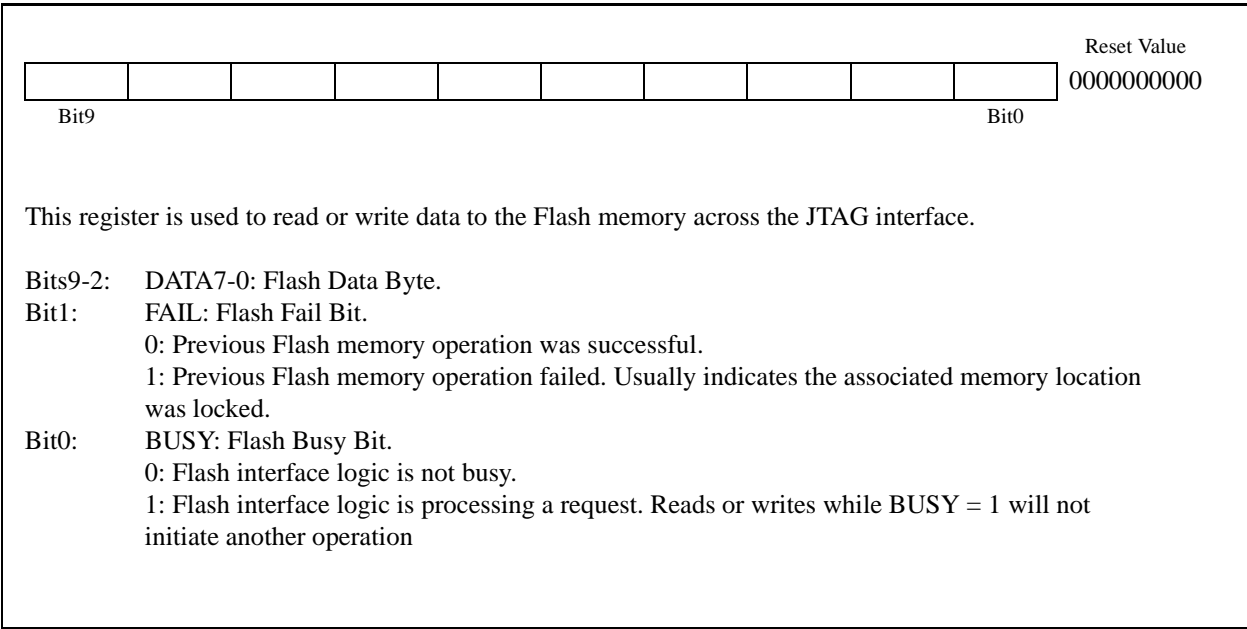 Reset Value
0000000000
Bit9 Bit0
This register is used to read or write data to the Flash memory across the JTAG interface.
Bits9-2: DATA7-0: Flash Data Byte.
Bit1: FAIL: Flash Fail Bit.
0: Previous Flash memory operation was successful.
1: Previous Flash memory operation failed. Usually indicates the associated memory location
was locked.
Bit0: BUSY: Flash Busy Bit.
0: Flash interface logic is not busy.
1: Flash interface logic is processing a request. Reads or writes while BUSY = 1 will not
initiate another operation